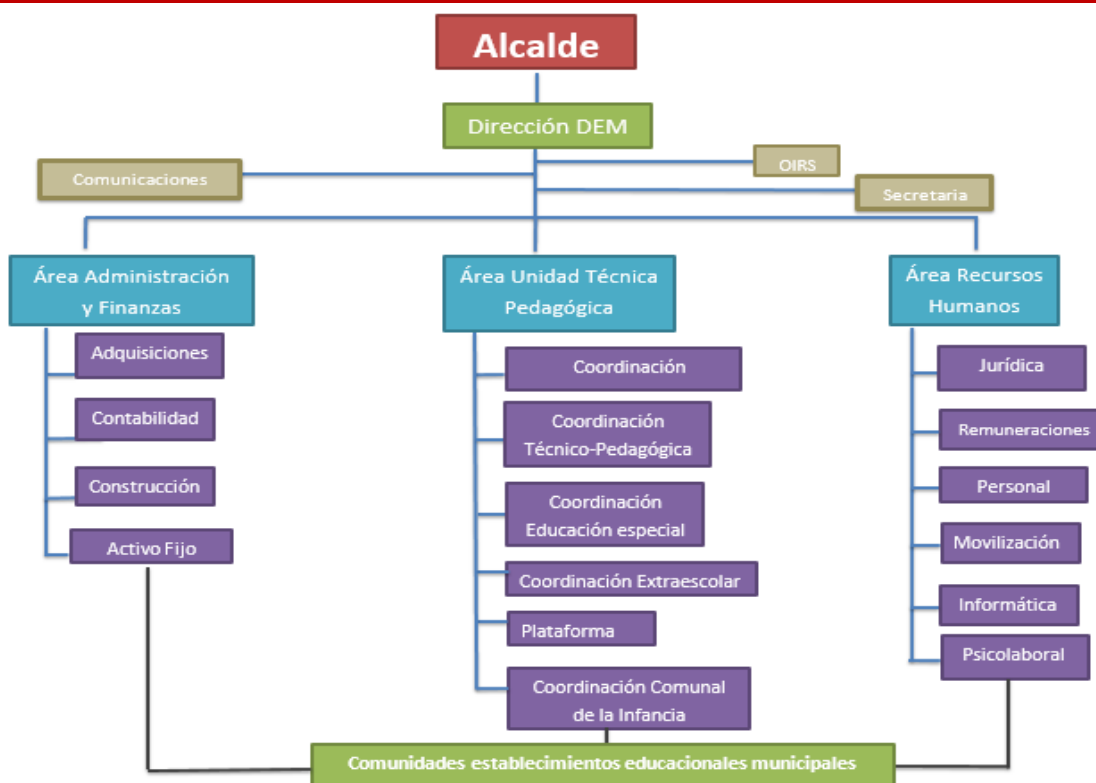 Alcalde
Dirección DEM
Comunicaciones
OIRS
Secretaria
Área Administración
y Finanzas
Adquisiciones
Contabilidad
Construcción
Activo Fijo
Área Unidad Técnica
Pedagógica
Coordinación
Coordinación
Técnico-Pedagógica
Coordinación
Educación especial
Coordinación Extraescolar
Plataforma
Coordinación Comunal
de la Infancia
Área Recursos
Humanos
Jurídica
Remuneraciones
Personal
Movilización
Informática
Psicolaboral
Comunidades establecimientos educacionales municipales